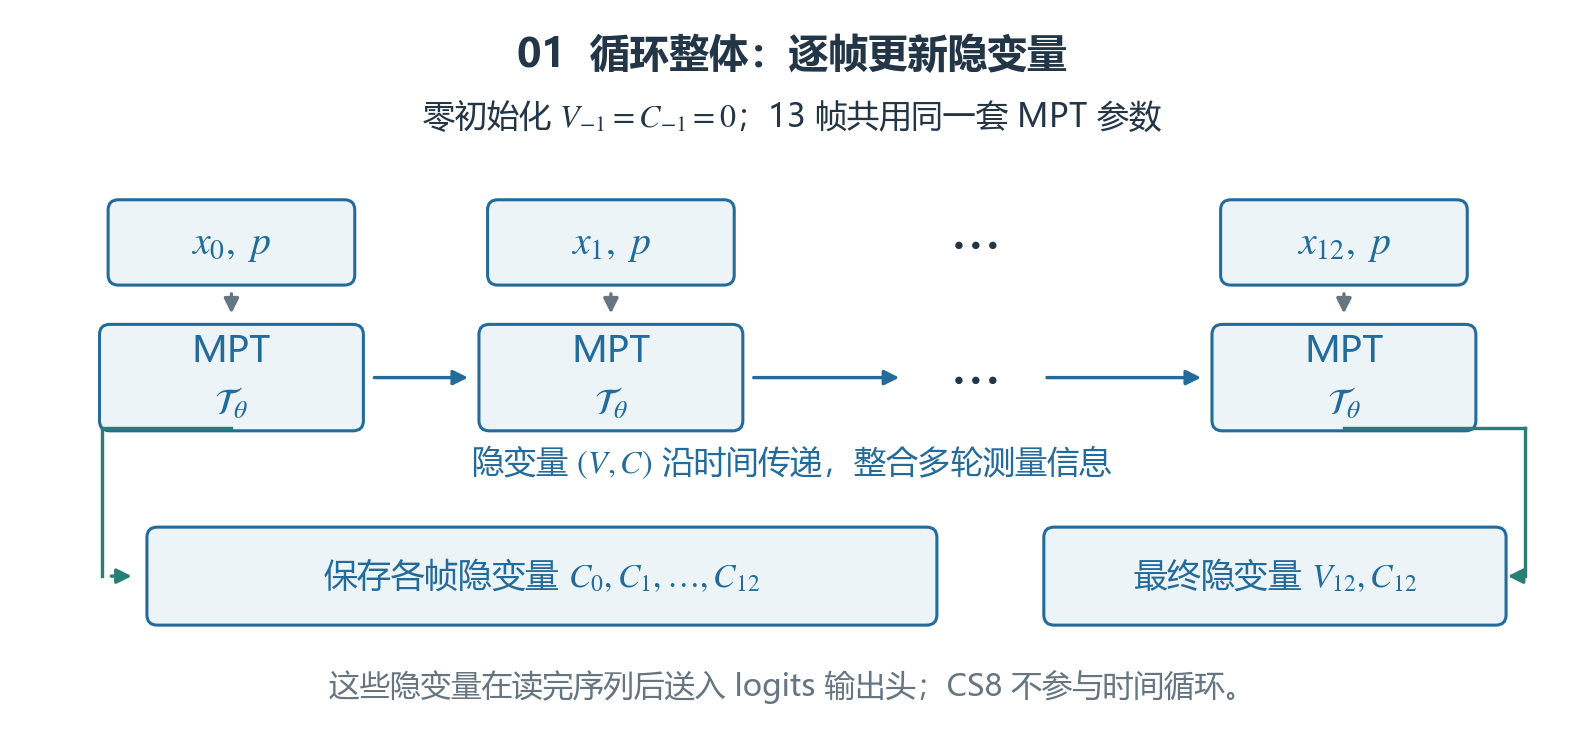 01 循环整体：逐帧更新隐变量
零初始化 V₋₁ = C₋₁ = 0；13 帧共用同一套 MPT 参数
x₀, p
x₁, p
...
x₁₂, p
MPT
𝒯_θ
MPT
𝒯_θ
...
MPT
𝒯_θ
隐变量 (V, C) 沿时间传递，整合多轮测量信息
保存各帧隐变量 C₀, C₁, ..., C₁₂
最终隐变量 V₁₂, C₁₂
这些隐变量在读完序列后送入 logits 输出头；CS8 不参与时间循环。